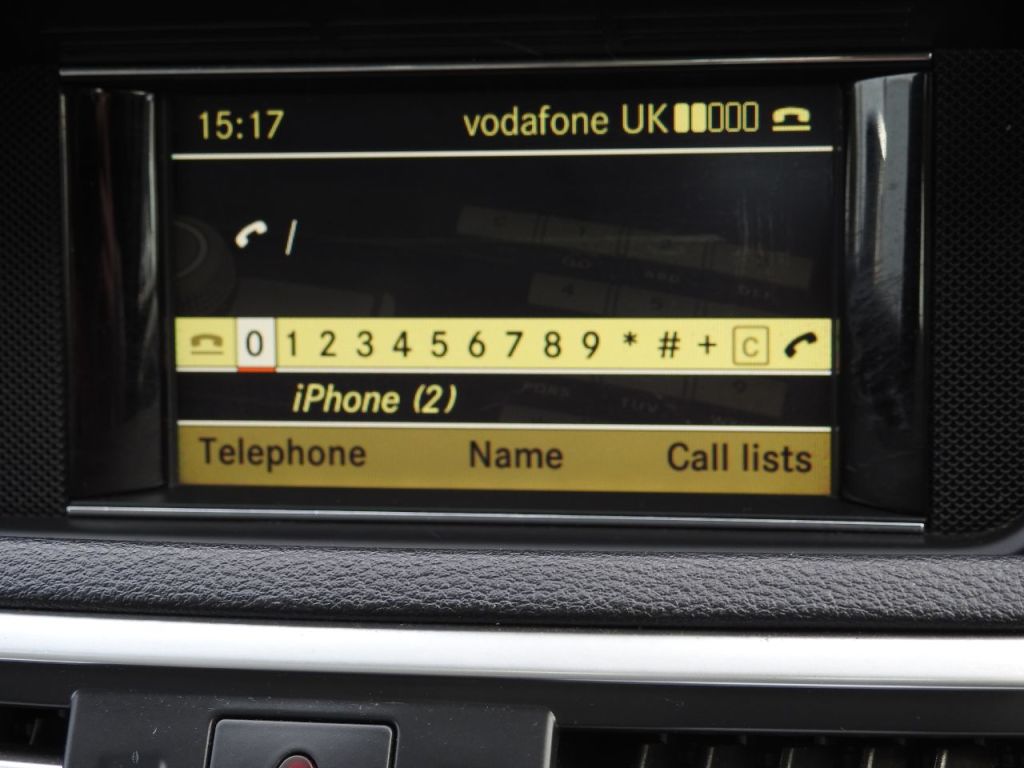 15:17 vodafone UK
/
0 1 2 3 4 5 6 7 8 9 * # + C
iPhone (2)
Telephone Name Call lists